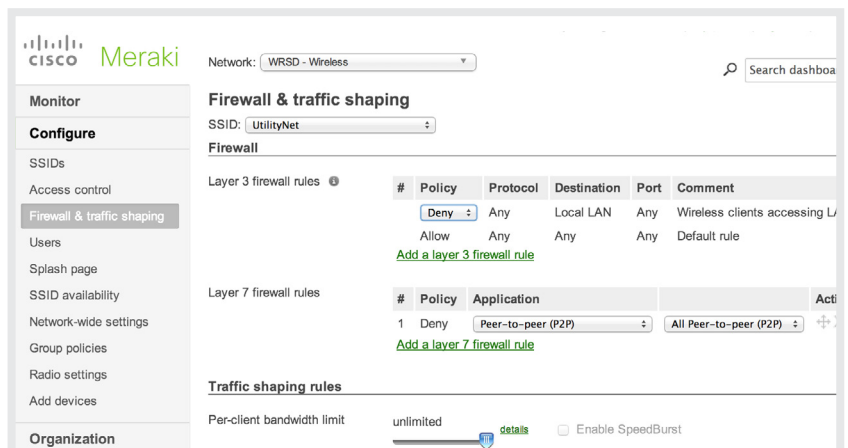 CISCO Meraki
Network: WRSD - Wireless
Search dashboa
Monitor
Configure
SSIDs
Access control
Firewall & traffic shaping
Users
Splash page
SSID availability
Network-wide settings
Group policies
Radio settings
Add devices
Organization
Firewall & traffic shaping
SSID: UtilityNet
Firewall
Layer 3 firewall rules i
# Policy Protocol Destination Port Comment
Deny Any Local LAN Any Wireless clients accessing LA
Allow Any Any Any Default rule
Add a layer 3 firewall rule
Layer 7 firewall rules
# Policy Application Acti
1 Deny Peer-to-peer (P2P) All Peer-to-peer (P2P)
Add a layer 7 firewall rule
Traffic shaping rules
Per-client bandwidth limit unlimited details Enable SpeedBurst